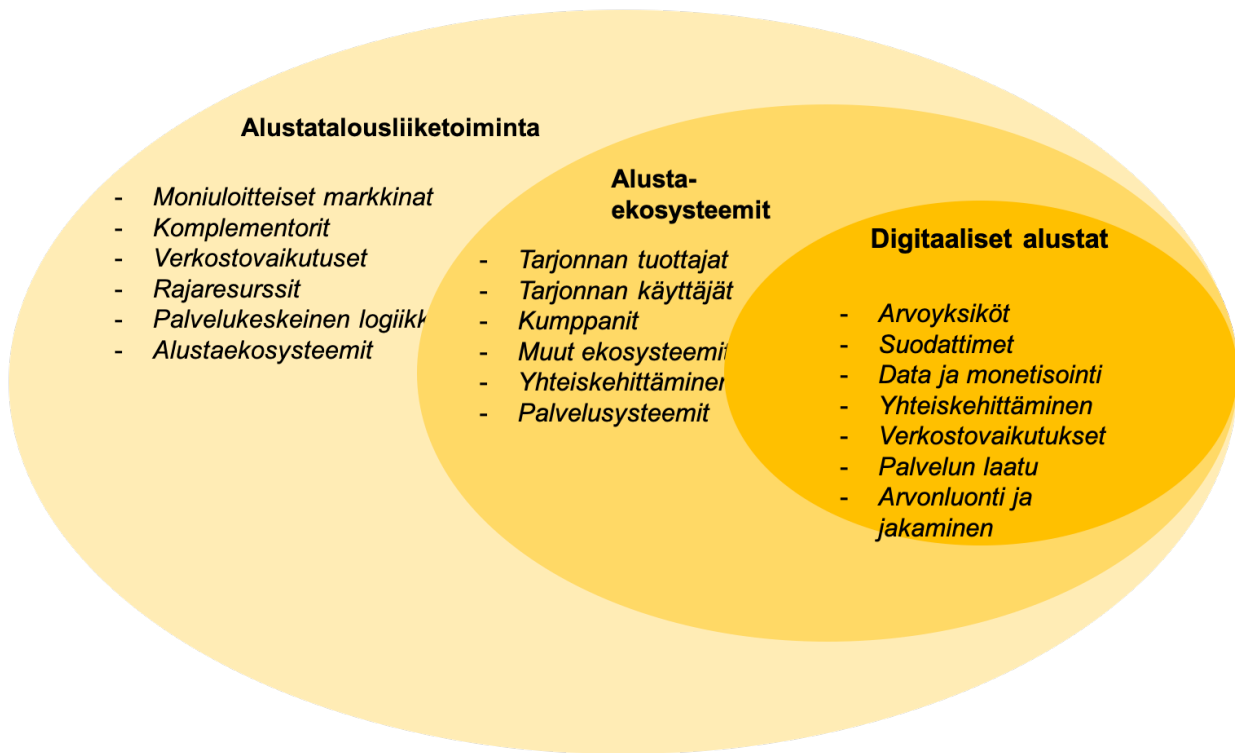 Alustatalousliiketoiminta
- Moniuloitteiset markkinat
- Komplementorit
- Verkostovaikutuset
- Rajaresurssit
- Palvelukeskeinen logiikk
- Alustaekosysteemit
Alusta-
ekosysteemit
- Tarjonnan tuottajat
- Tarjonnan käyttäjät
- Kumppanit
- Muut ekosysteemit
- Yhteiskehittäminen
- Palvelusysteemit
Digitaaliset alustat
- Arvoyksiköt
- Suodattimet
- Data ja monetisointi
- Yhteiskehittäminen
- Verkostovaikutukset
- Palvelun laatu
- Arvonluonti ja
jakaminen